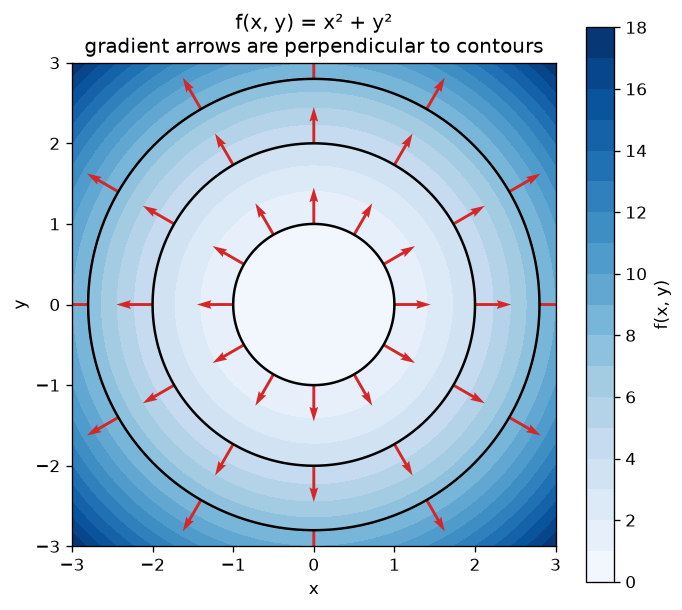 f(x, y) = x² + y²
gradient arrows are perpendicular to contours
3
2
1
0
−1
−2
−3
y
−3 −2 −1 0 1 2 3
x
18
16
14
12
10
8
6
4
2
0
f(x, y)